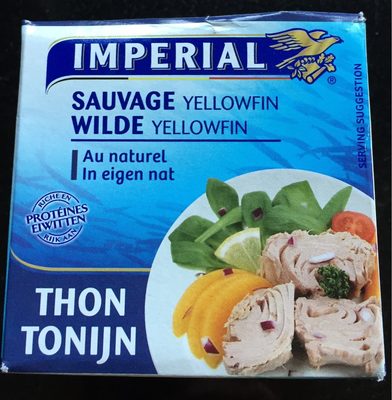 IMPERIAL
®
SAUVAGE YELLOWFIN
WILDE YELLOWFIN
Au naturel
In eigen nat
SERVING SUGGESTION
RICHE EN
PROTÉINES
EIWITTEN
RIJK AAN
THON
TONIJN